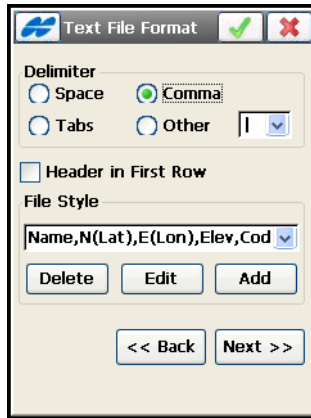 Text File Format
Delimiter
Space Comma
Tabs Other |
Header in First Row
File Style
Name,N(Lat),E(Lon),Elev,Cod
Delete Edit Add
<< Back Next >>